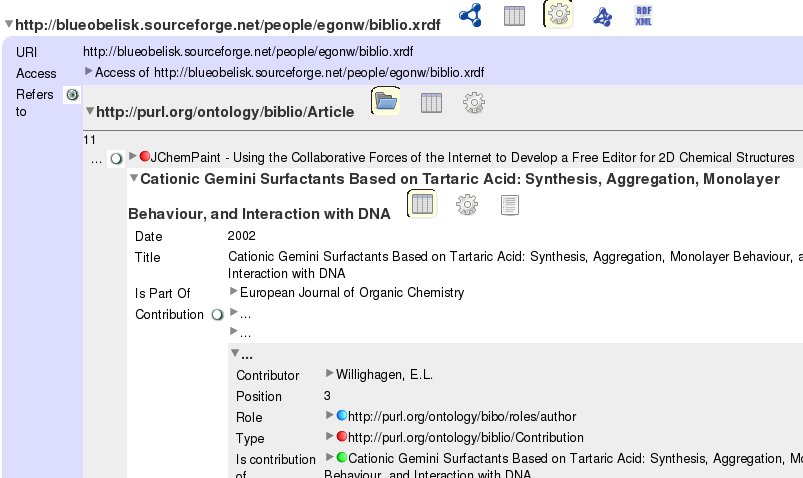 http://blueobelisk.sourceforge.net/people/egonw/biblio.xrdf
RDF
XML
URI http://blueobelisk.sourceforge.net/people/egonw/biblio.xrdf
Access Access of http://blueobelisk.sourceforge.net/people/egonw/biblio.xrdf
Refers
to
http://purl.org/ontology/biblio/Article
11
... JChemPaint - Using the Collaborative Forces of the Internet to Develop a Free Editor for 2D Chemical Structures
Cationic Gemini Surfactants Based on Tartaric Acid: Synthesis, Aggregation, Monolayer
Behaviour, and Interaction with DNA
Date 2002
Title Cationic Gemini Surfactants Based on Tartaric Acid: Synthesis, Aggregation, Monolayer Behaviour, a
Interaction with DNA
Is Part Of European Journal of Organic Chemistry
Contribution ...
...
...
Contributor Willighagen, E.L.
Position 3
Role http://purl.org/ontology/bibo/roles/author
Type http://purl.org/ontology/biblio/Contribution
Is contribution Cationic Gemini Surfactants Based on Tartaric Acid: Synthesis, Aggregation, Mo
of Behaviour, and Interaction with DNA